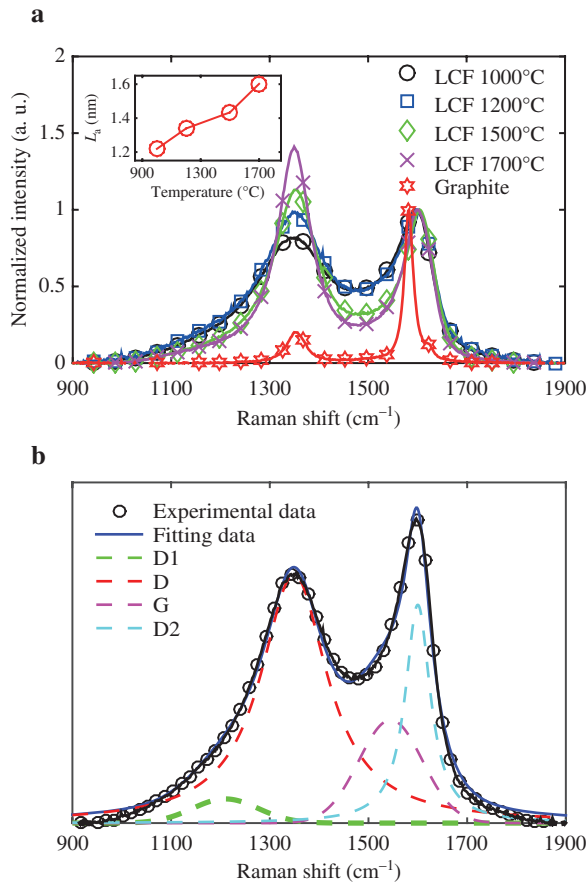 a
2
1.5
1
0.5
0
Normalized intensity (a. u.)
1.6
1.4
1.2
Lₐ (nm)
900 1300 1700
Temperature (°C)
LCF 1000°C
LCF 1200°C
LCF 1500°C
LCF 1700°C
Graphite
900 1100 1300 1500 1700 1900
Raman shift (cm⁻¹)
b
Experimental data
Fitting data
D1
D
G
D2
900 1100 1300 1500 1700 1900
Raman shift (cm⁻¹)